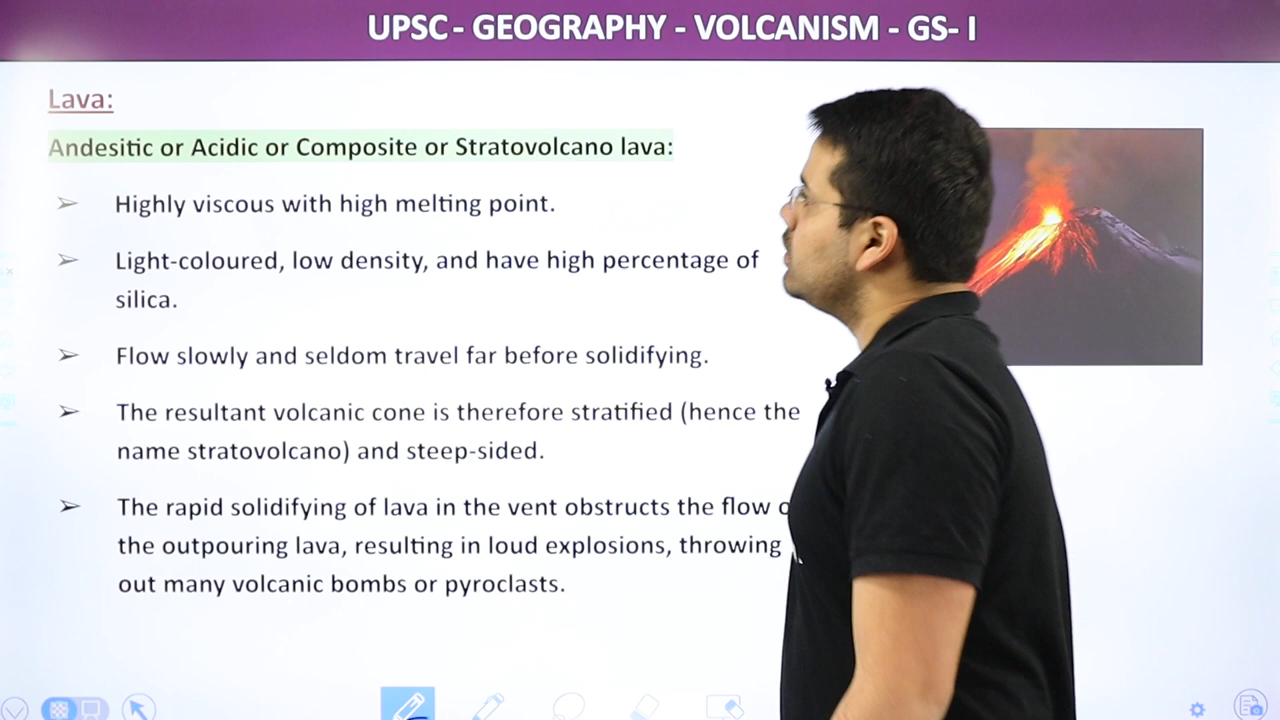 UPSC - GEOGRAPHY - VOLCANISM - GS- I
Lava:
Andesitic or Acidic or Composite or Stratovolcano lava:
➢ Highly viscous with high melting point.
➢ Light-coloured, low density, and have high percentage of
silica.
➢ Flow slowly and seldom travel far before solidifying.
➢ The resultant volcanic cone is therefore stratified (hence the
name stratovolcano) and steep-sided.
➢ The rapid solidifying of lava in the vent obstructs the flow
the outpouring lava, resulting in loud explosions, throwing
out many volcanic bombs or pyroclasts.